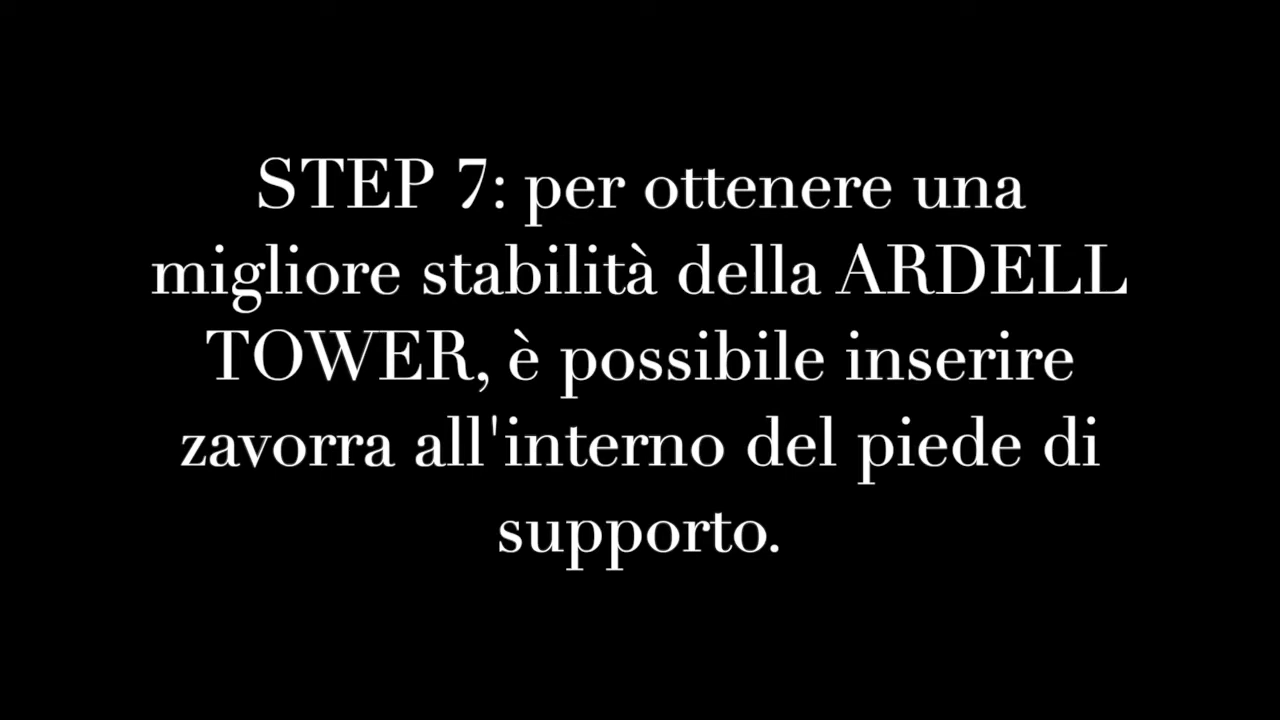 STEP 7: per ottenere una
migliore stabilità della ARDELL
TOWER, è possibile inserire
zavorra all'interno del piede di
supporto.